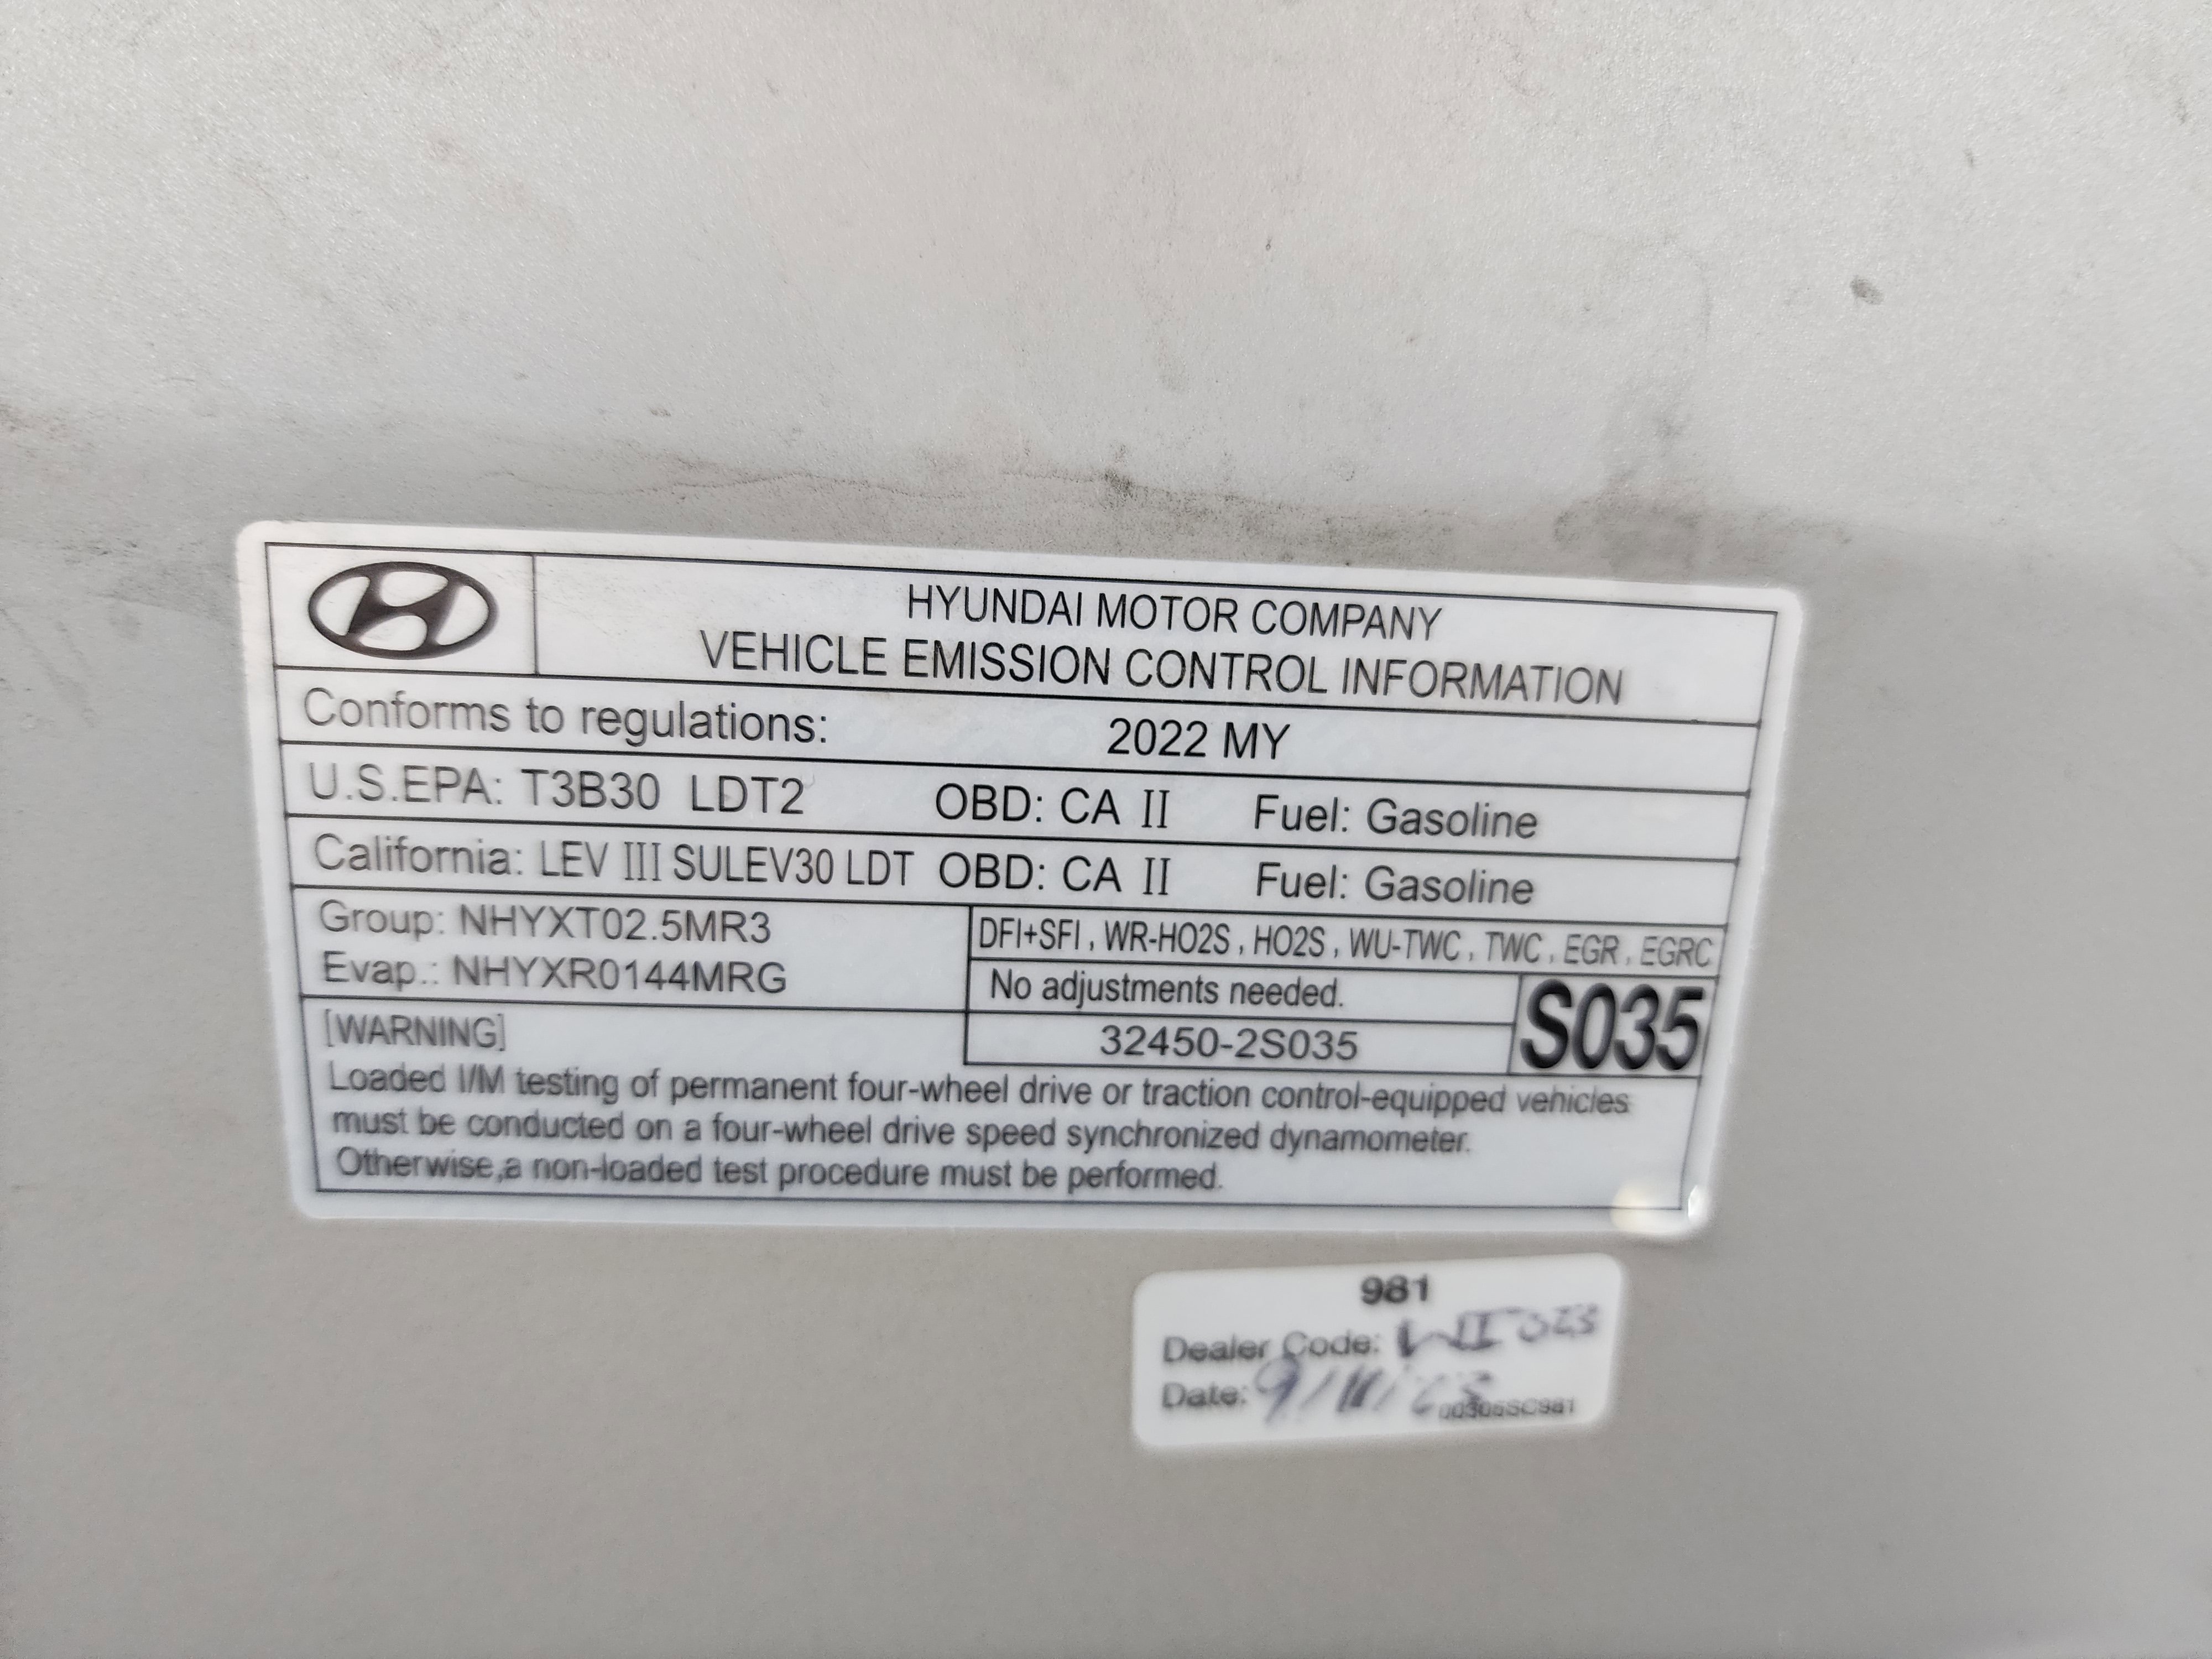 HYUNDAI MOTOR COMPANY
VEHICLE EMISSION CONTROL INFORMATION
Conforms to regulations: 2022 MY
U.S.EPA: T3B30 LDT2 OBD: CA II Fuel: Gasoline
California: LEV III SULEV30 LDT OBD: CA II Fuel: Gasoline
Group: NHYXT02.5MR3
Evap.: NHYXR0144MRG
DFI+SFI, WR-HO2S, HO2S, WU-TWC, TWC, EGR, EGRC
No adjustments needed.
32450-2S035
S035
[WARNING]
Loaded I/M testing of permanent four-wheel drive or traction control-equipped vehicles
must be conducted on a four-wheel drive speed synchronized dynamometer.
Otherwise,a non-loaded test procedure must be performed.
981
Dealer Code:
Date: